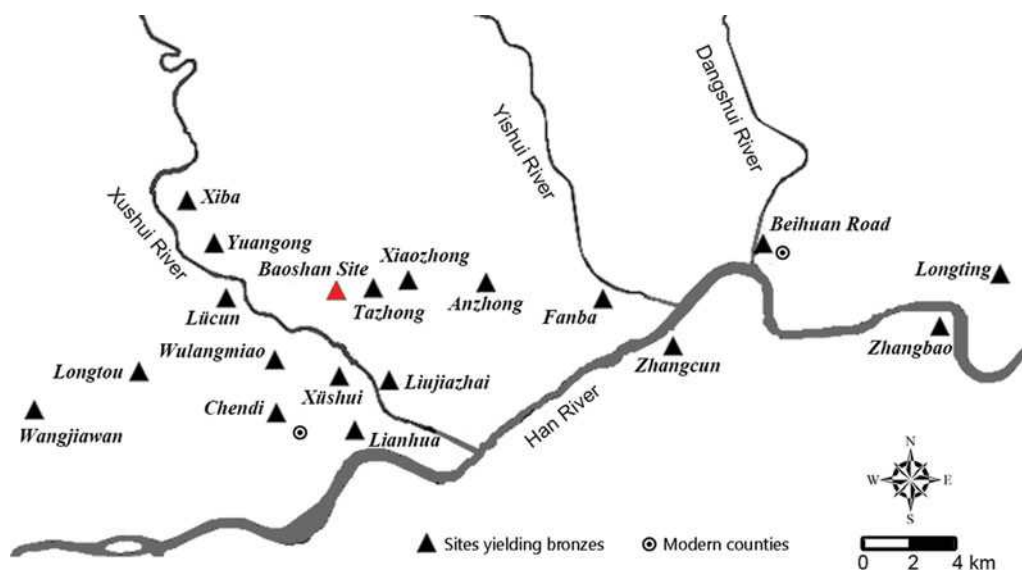 Dangshui River
Yishui River
Xushui River
Xiba
Beihuan Road
Yuangong
Xiaozhong
Baoshan Site
Longting
Tazhong
Anzhong
Lücun
Fanba
Zhangbao
Wulangmiao
Zhangcun
Longtou
Xüshui
Liujiazhai
Chendi
Han River
Wangjiawan
Lianhua
N
W E
S
Sites yielding bronzes
Modern counties
0 2 4 km